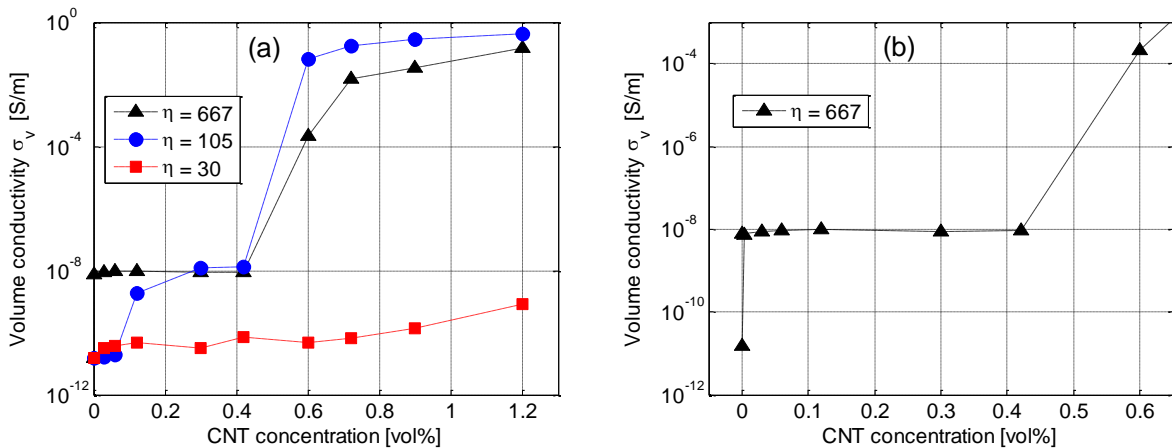 (a)
Volume conductivity σv [S/m]
10^0
10^-4
10^-8
10^-12
η = 667
η = 105
η = 30
0 0.2 0.4 0.6 0.8 1 1.2
CNT concentration [vol%]
(b)
Volume conductivity σv [S/m]
10^-4
10^-6
10^-8
10^-10
10^-12
η = 667
0 0.1 0.2 0.3 0.4 0.5 0.6
CNT concentration [vol%]